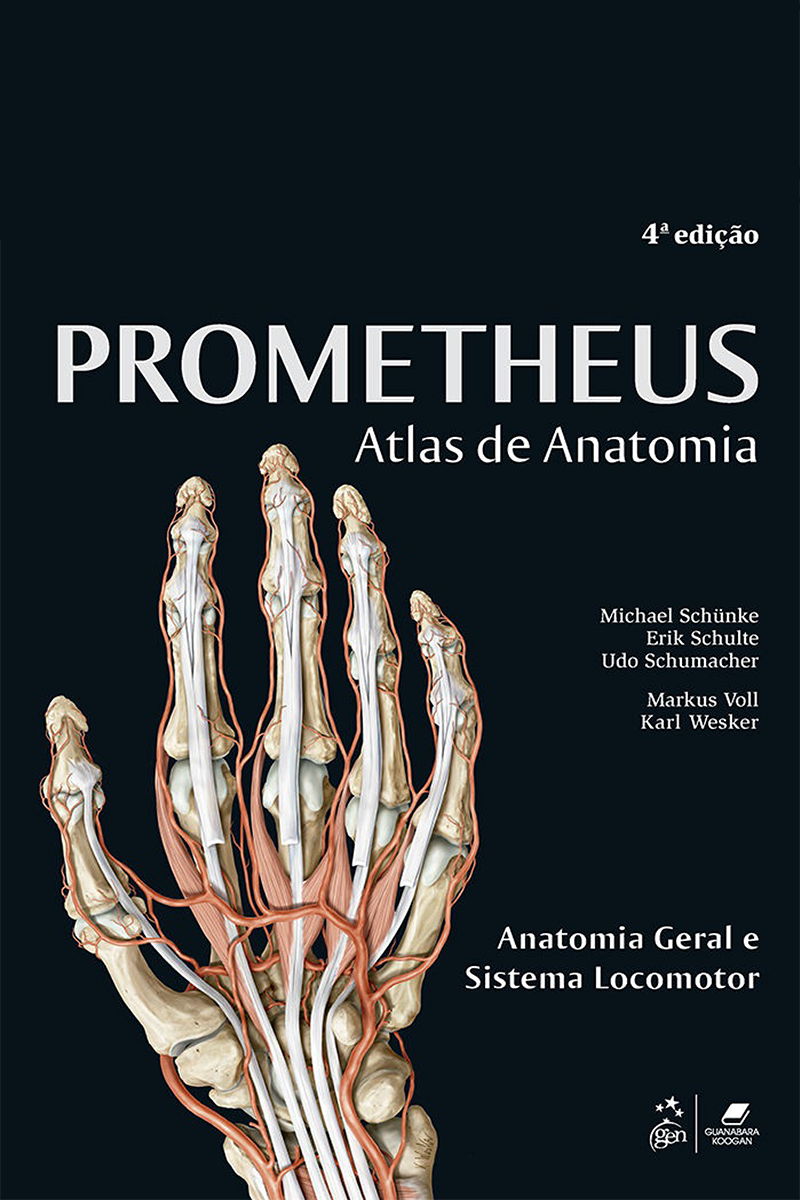 4ª edição
PROMETHEUS
Atlas de Anatomia
Michael Schünke
Erik Schulte
Udo Schumacher
Markus Voll
Karl Wesker
Anatomia Geral e
Sistema Locomotor
gen
GUANABARA
KOOGAN